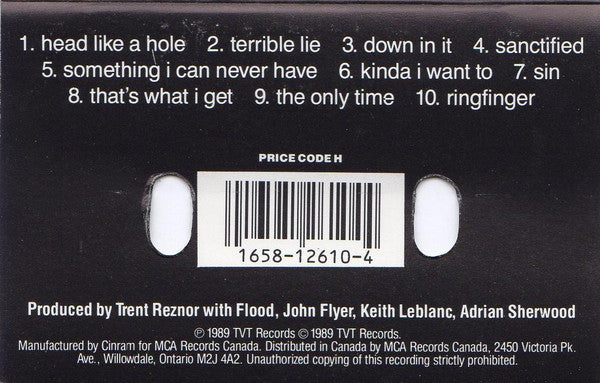 1. head like a hole 2. terrible lie 3. down in it 4. sanctified
5. something i can never have 6. kinda i want to 7. sin
8. that's what i get 9. the only time 10. ringfinger
PRICE CODE H
1658-12610-4
Produced by Trent Reznor with Flood, John Flyer, Keith Leblanc, Adrian Sherwood
℗ 1989 TVT Records © 1989 TVT Records.
Manufactured by Cinram for MCA Records Canada. Distributed in Canada by MCA Records Canada, 2450 Victoria Pk.
Ave., Willowdale, Ontario M2J 4A2. Unauthorized copying of this recording strictly prohibited.